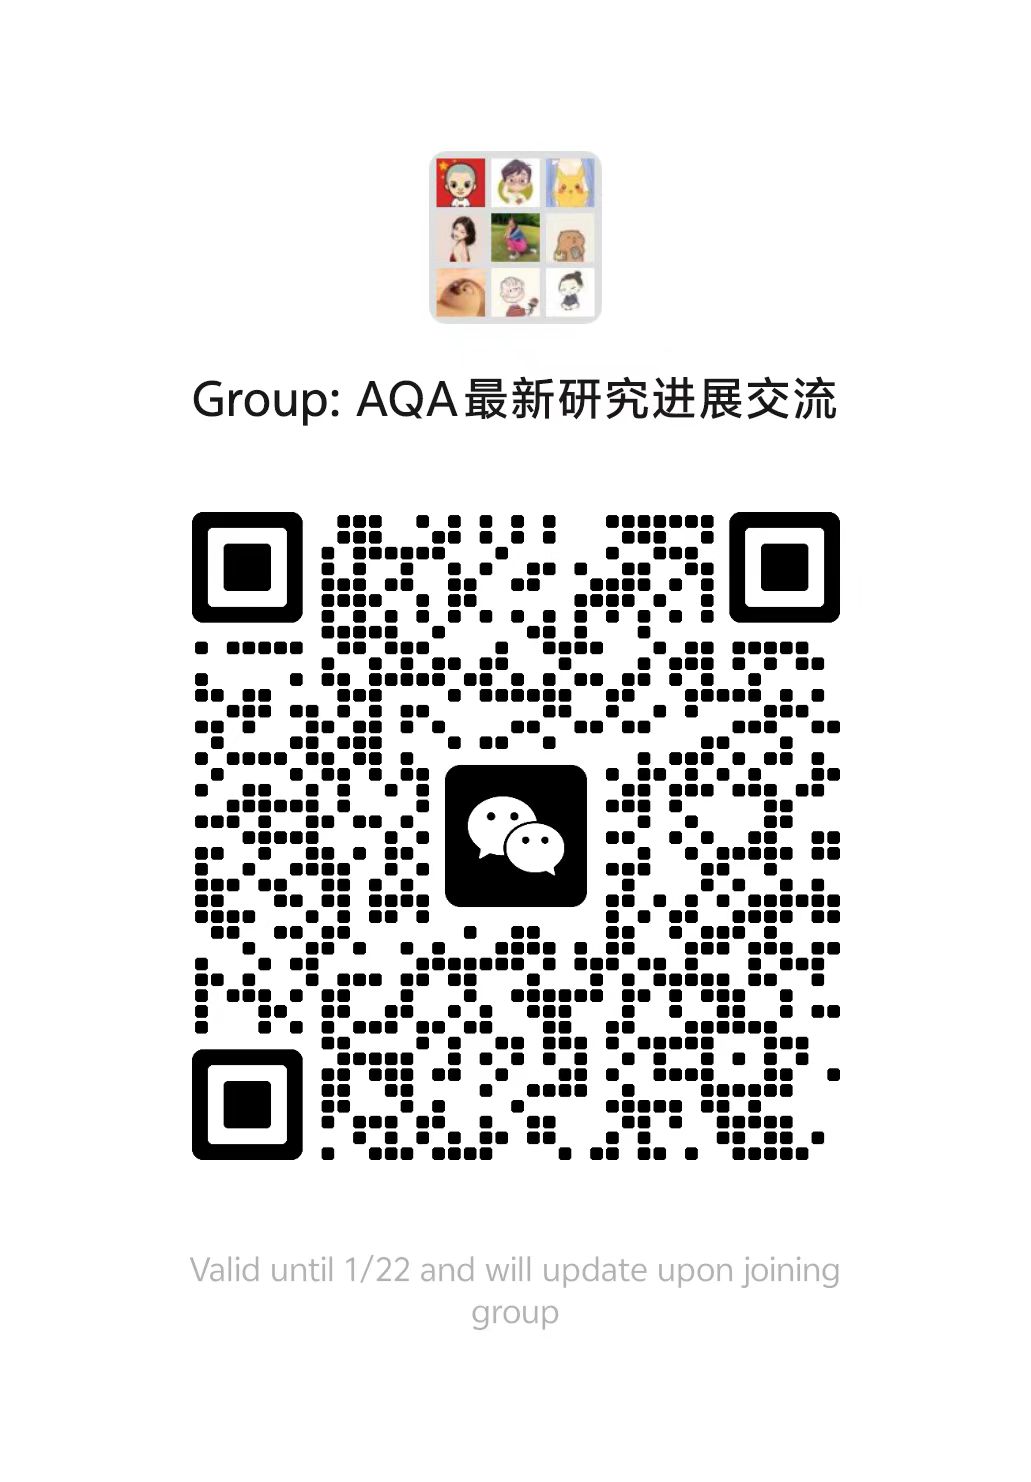 Group: AQA最新研究进展交流
Valid until 1/22 and will update upon joining
group